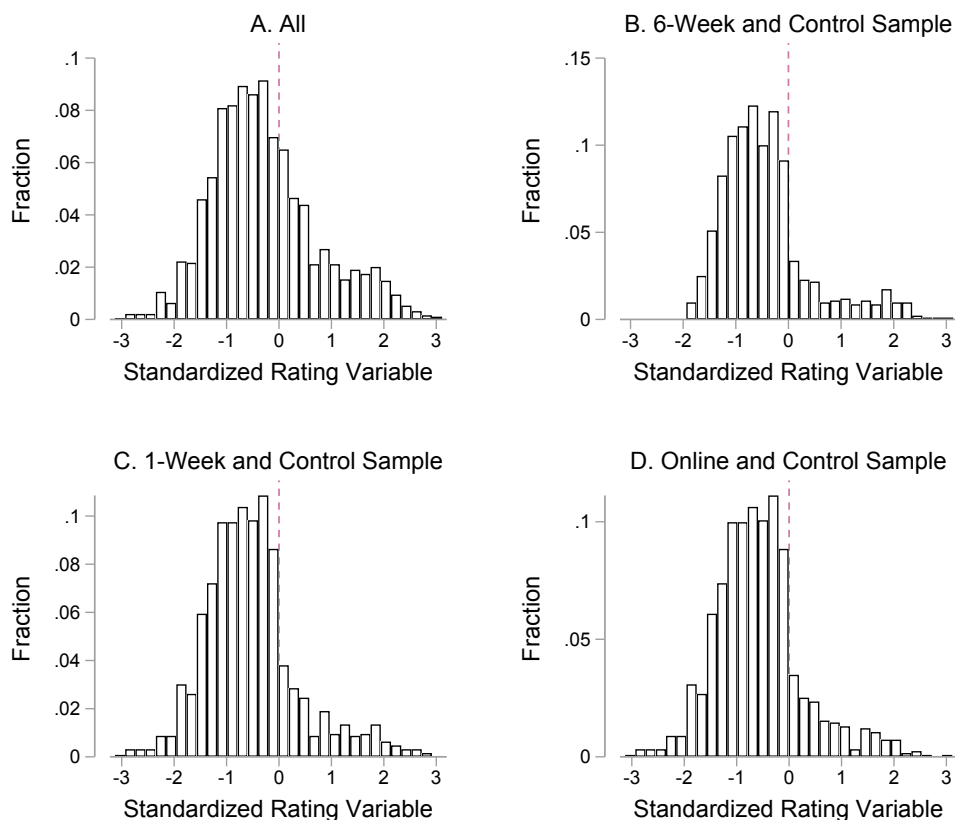 A. All
.1
.08
.06
.04
.02
0
Fraction
-3 -2 -1 0 1 2 3
Standardized Rating Variable
B. 6-Week and Control Sample
.15
.1
.05
0
Fraction
-3 -2 -1 0 1 2 3
Standardized Rating Variable
C. 1-Week and Control Sample
.1
.08
.06
.04
.02
0
Fraction
-3 -2 -1 0 1 2 3
Standardized Rating Variable
D. Online and Control Sample
.1
.05
0
Fraction
-3 -2 -1 0 1 2 3
Standardized Rating Variable